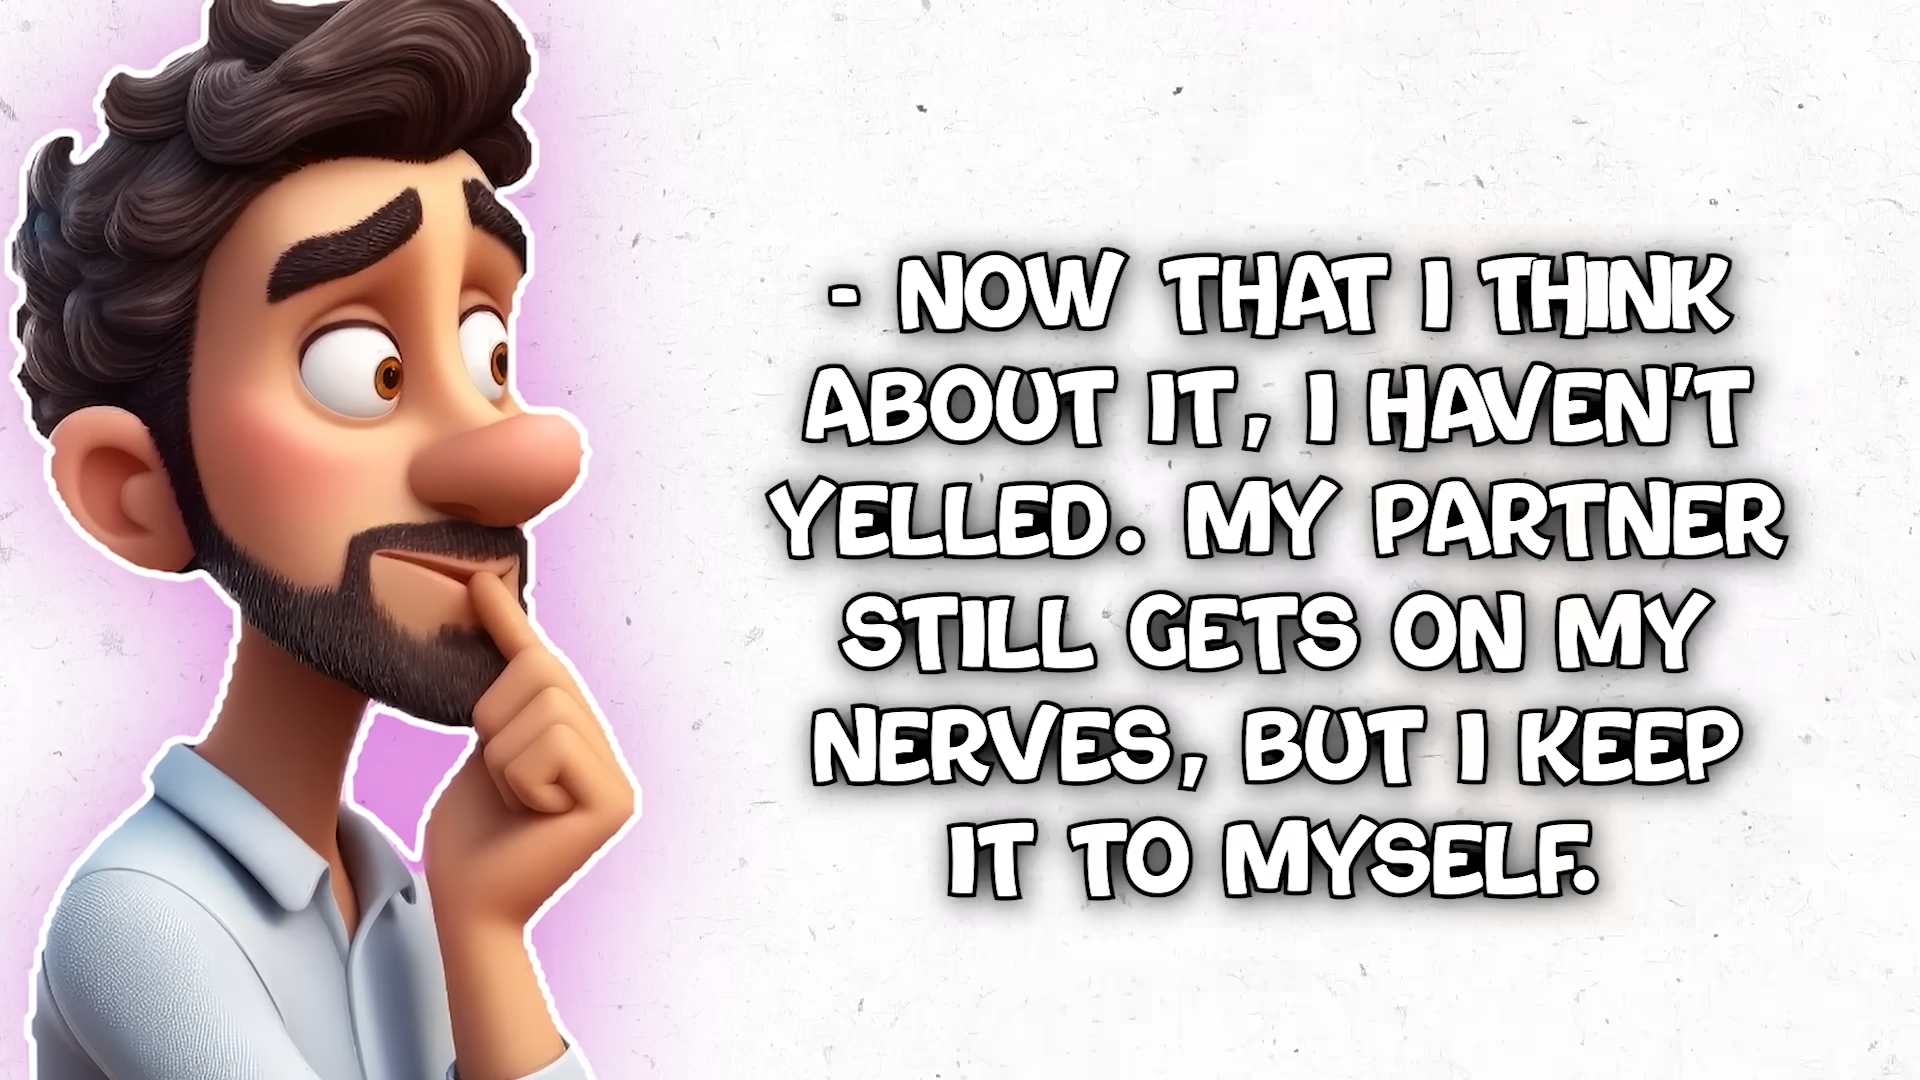 - NOW THAT I THINK
ABOUT IT, I HAVEN'T
YELLED. MY PARTNER
STILL GETS ON MY
NERVES, BUT I KEEP
IT TO MYSELF.